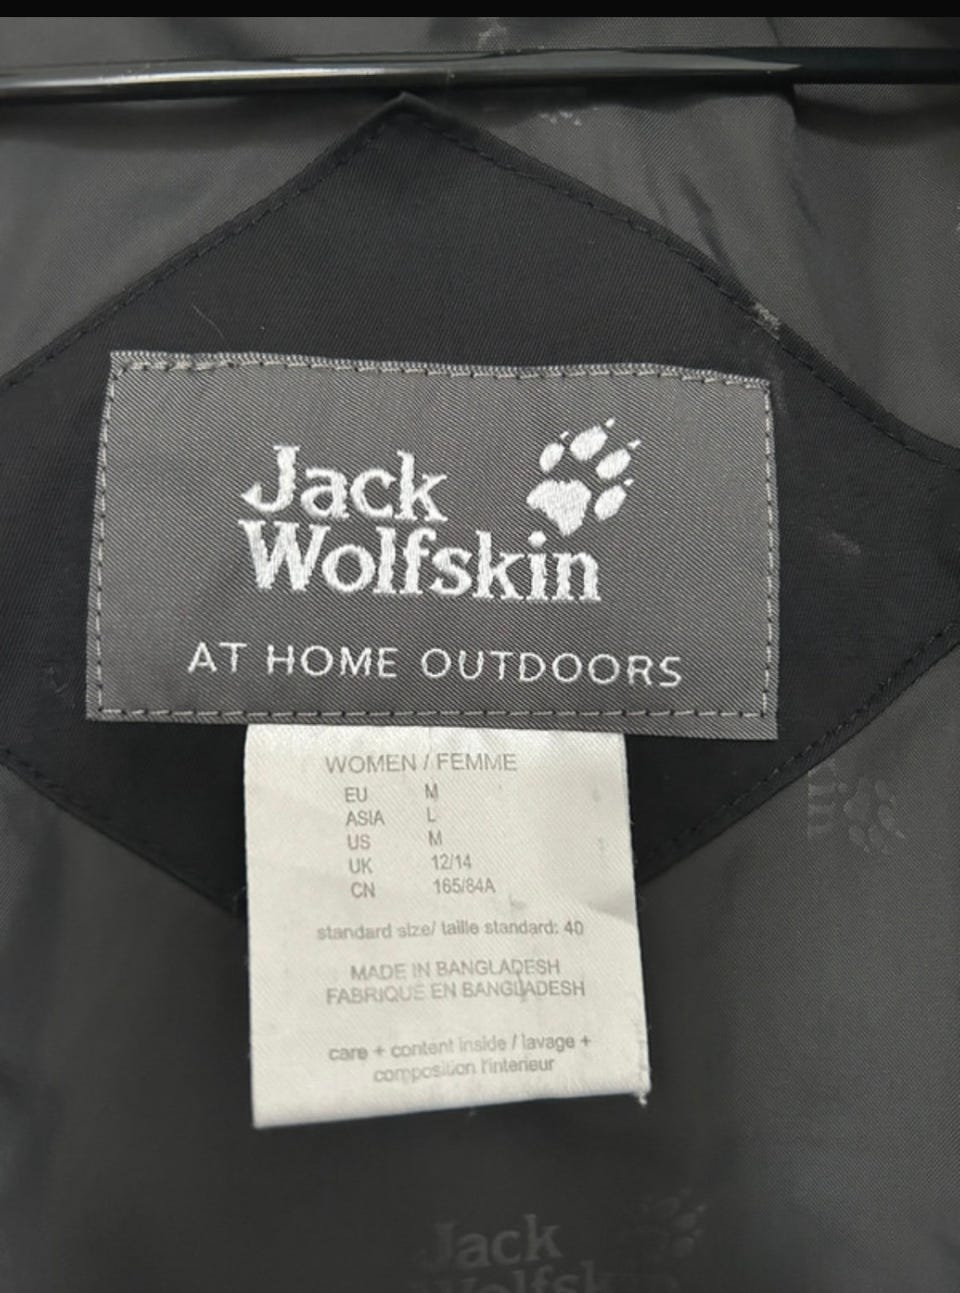 Jack
Wolfskin
AT HOME OUTDOORS
WOMEN / FEMME
EU M
ASIA L
US M
UK 12/14
CN 165/84A
standard size/ taille standard: 40
MADE IN BANGLADESH
FABRIQUE EN BANGLADESH
care + content inside / lavage +
composition l'interieur
Jack
Wolfsk